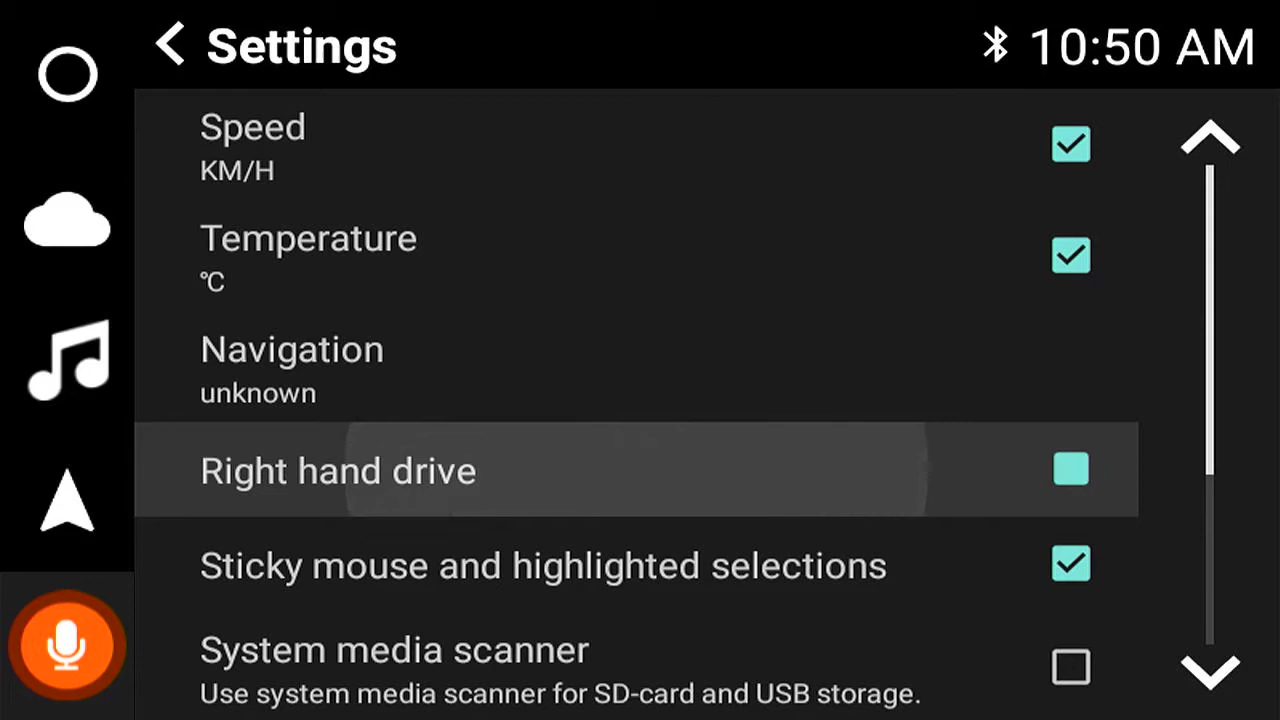 Settings
10:50 AM
Speed
KM/H
Temperature
°C
Navigation
unknown
Right hand drive
Sticky mouse and highlighted selections
System media scanner
Use system media scanner for SD-card and USB storage.